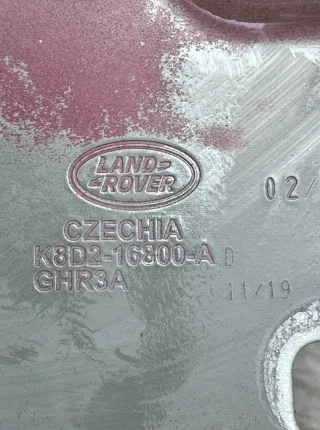 LAND-
-ROVER
02/
CZECHIA
K8D2-16800-A
GHR3A
11/19